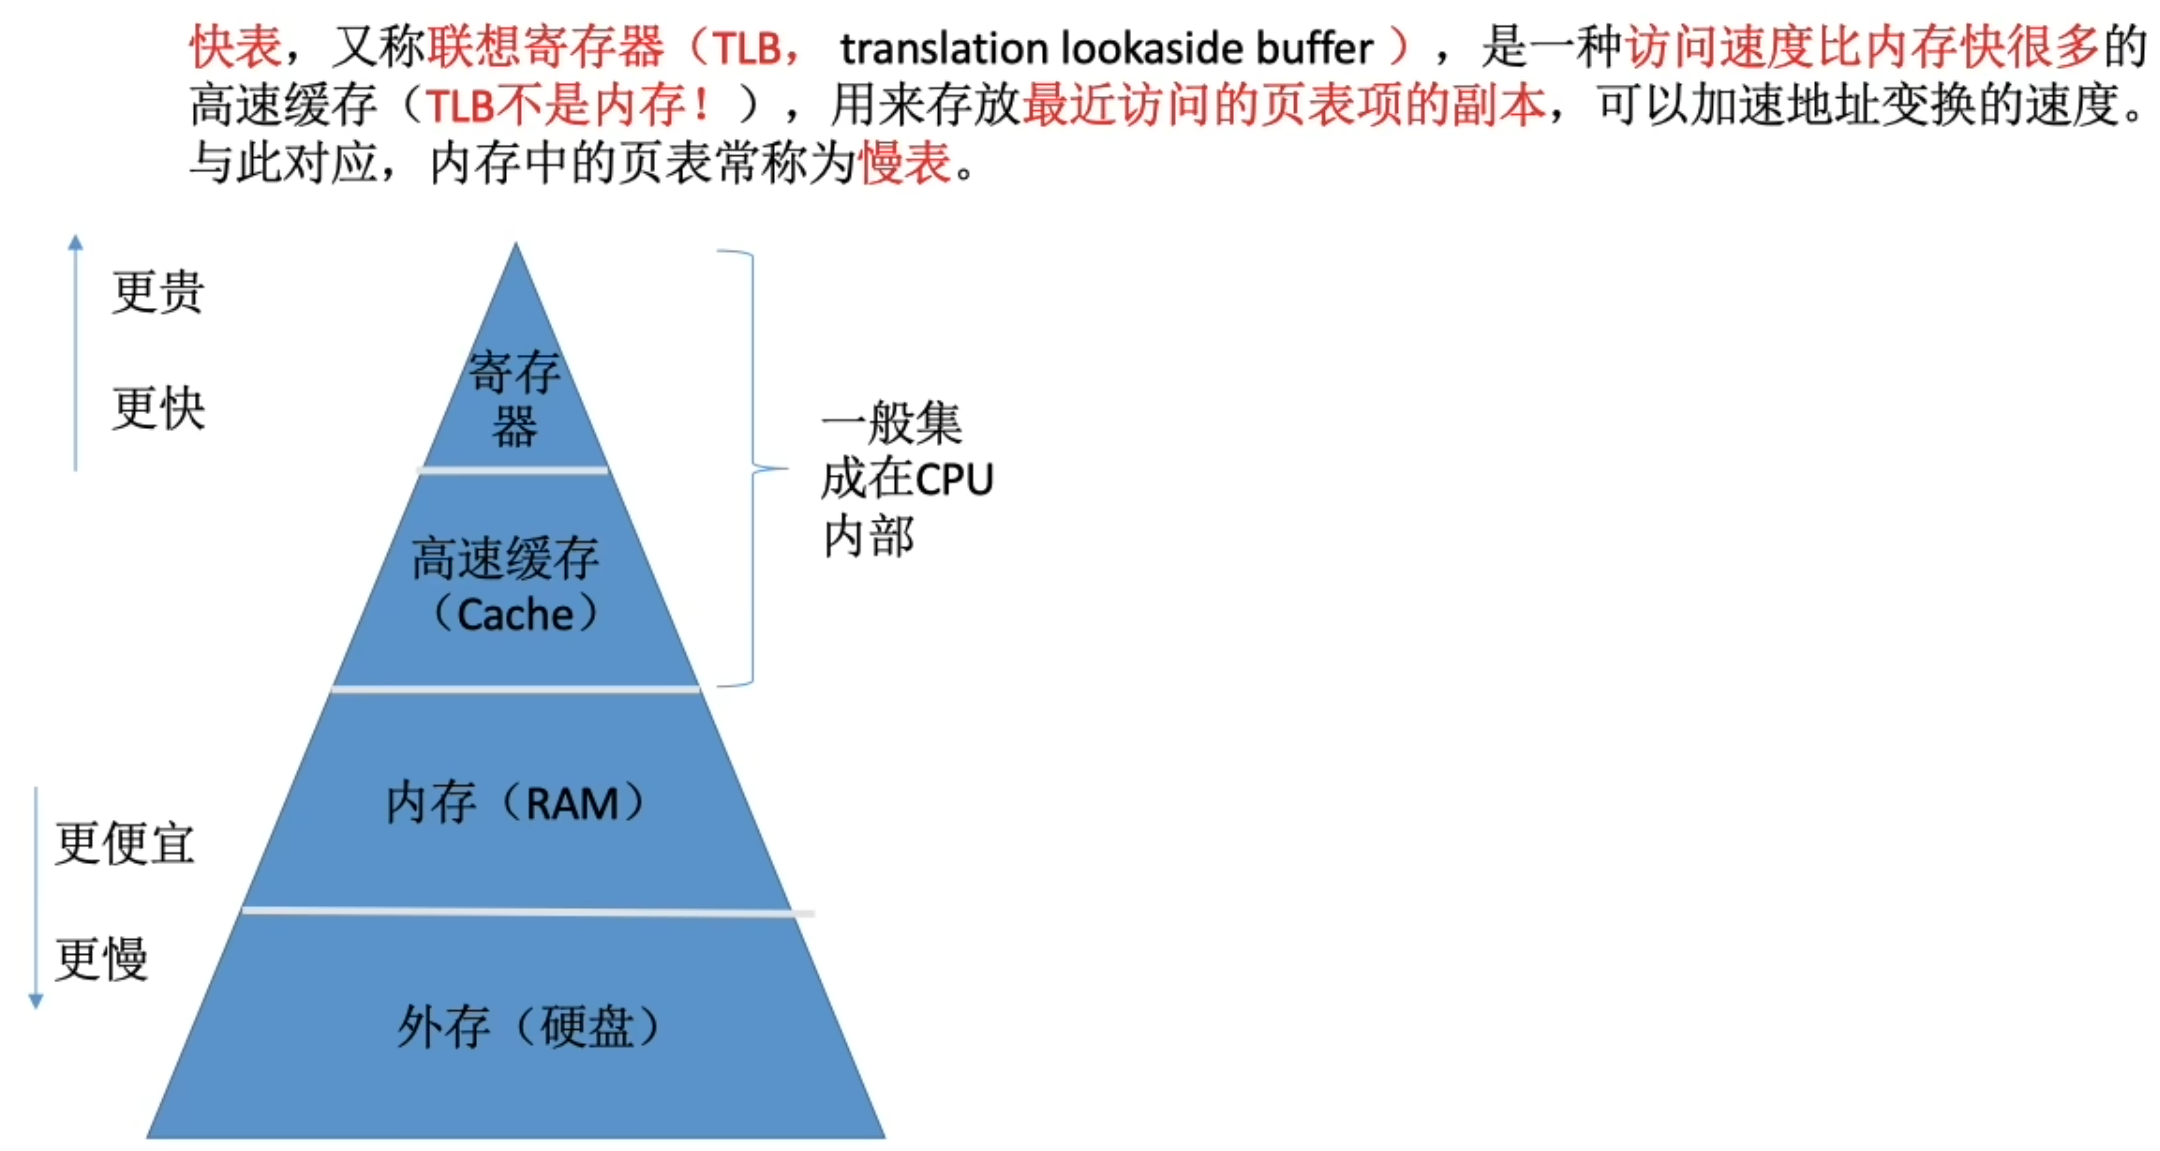 快表，又称联想寄存器（TLB， translation lookaside buffer ），是一种访问速度比内存快很多的
高速缓存（TLB不是内存！），用来存放最近访问的页表项的副本，可以加速地址变换的速度。
与此对应，内存中的页表常称为慢表。
更贵
更快
寄存
器
高速缓存
（Cache）
一般集
成在CPU
内部
内存（RAM）
更便宜
更慢
外存（硬盘）